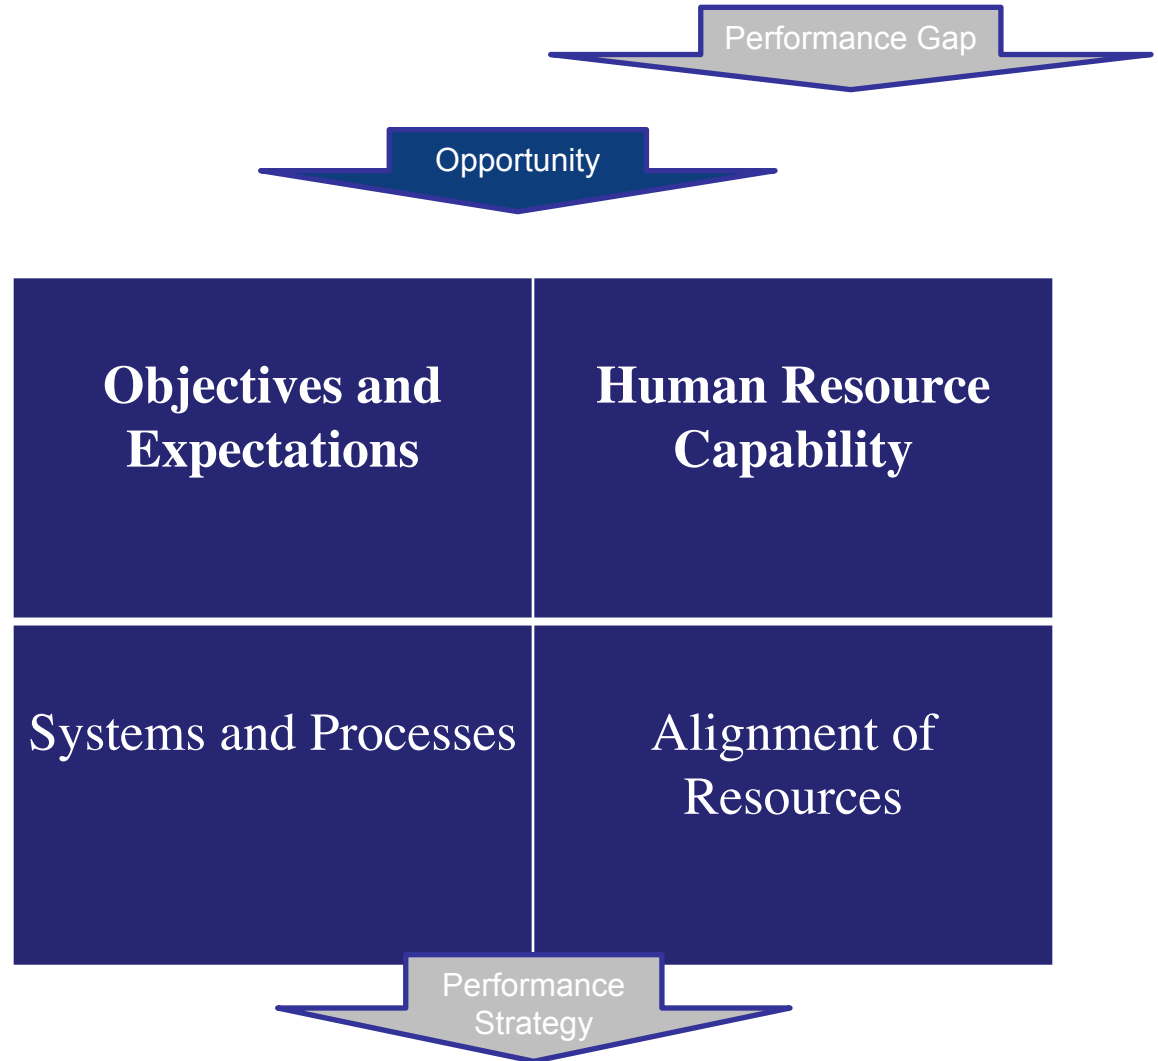 Performance Gap
Opportunity
Objectives and
Expectations
Human Resource
Capability
Systems and Processes
Alignment of
Resources
Performance
Strategy